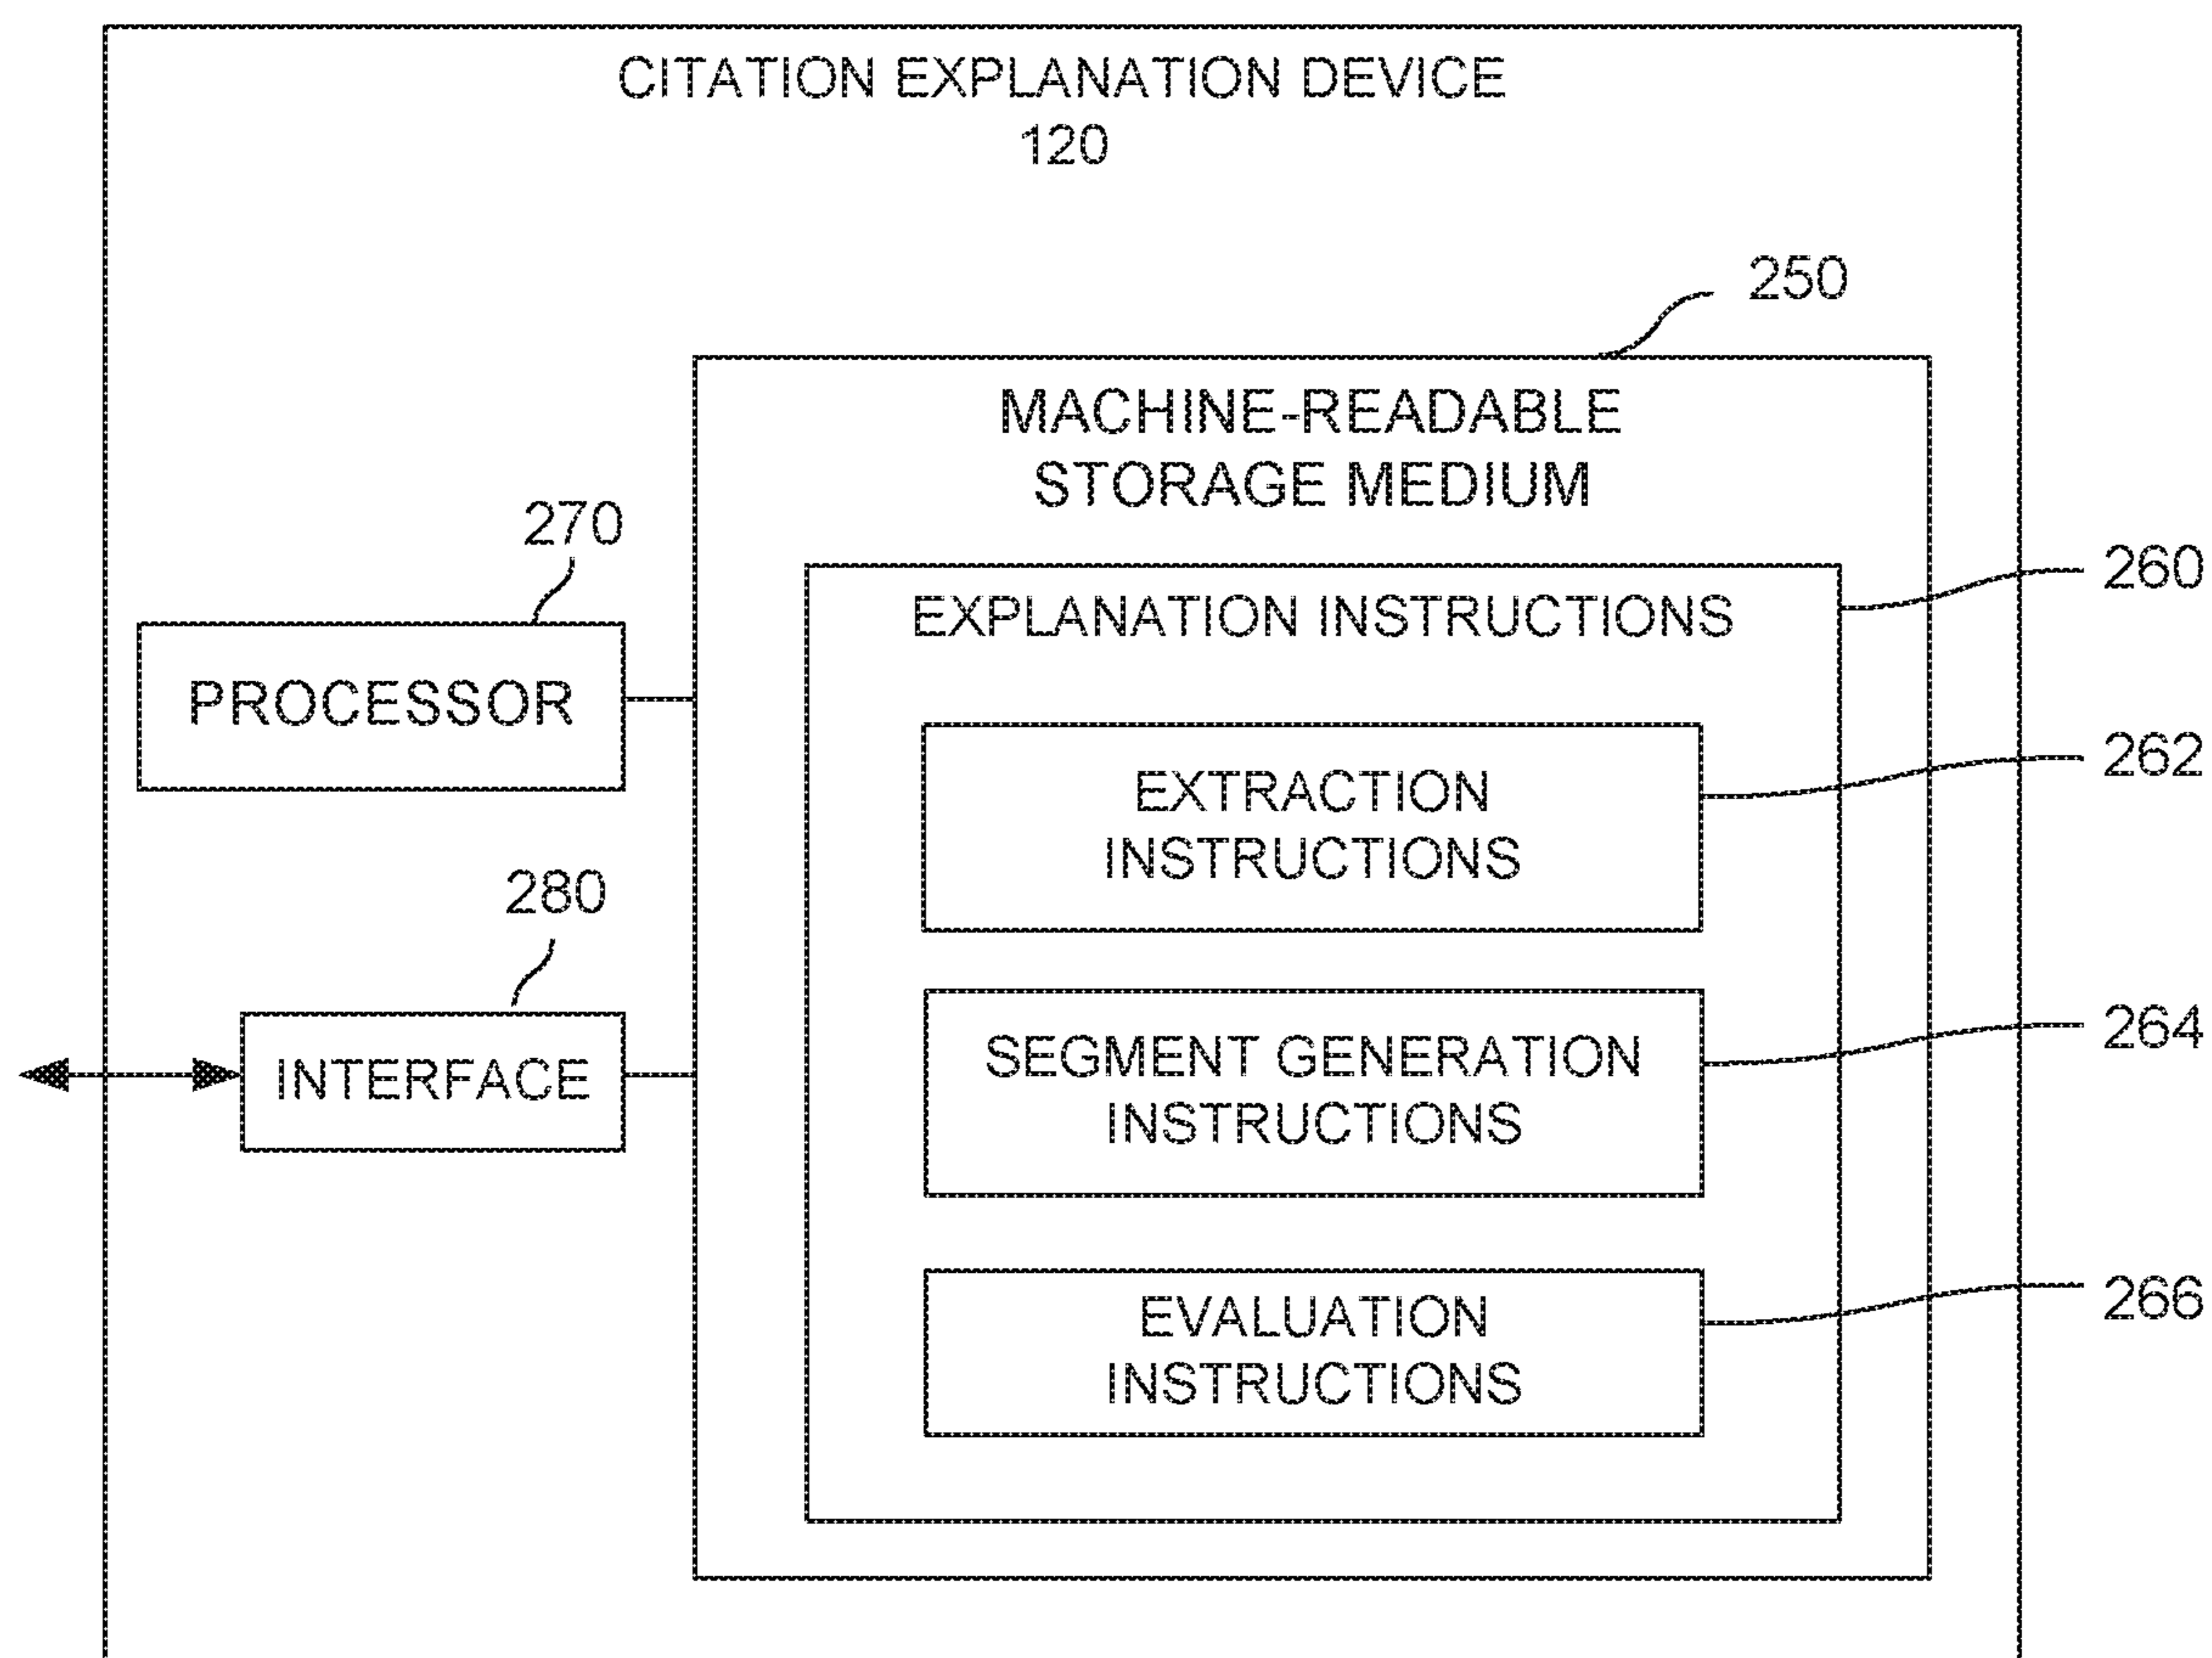 CITATION EXPLANATION DEVICE
120
250
MACHINE-READABLE
STORAGE MEDIUM
270
260
EXPLANATION INSTRUCTIONS
PROCESSOR
262
EXTRACTION
INSTRUCTIONS
280
264
SEGMENT GENERATION
INSTRUCTIONS
INTERFACE
266
EVALUATION
INSTRUCTIONS